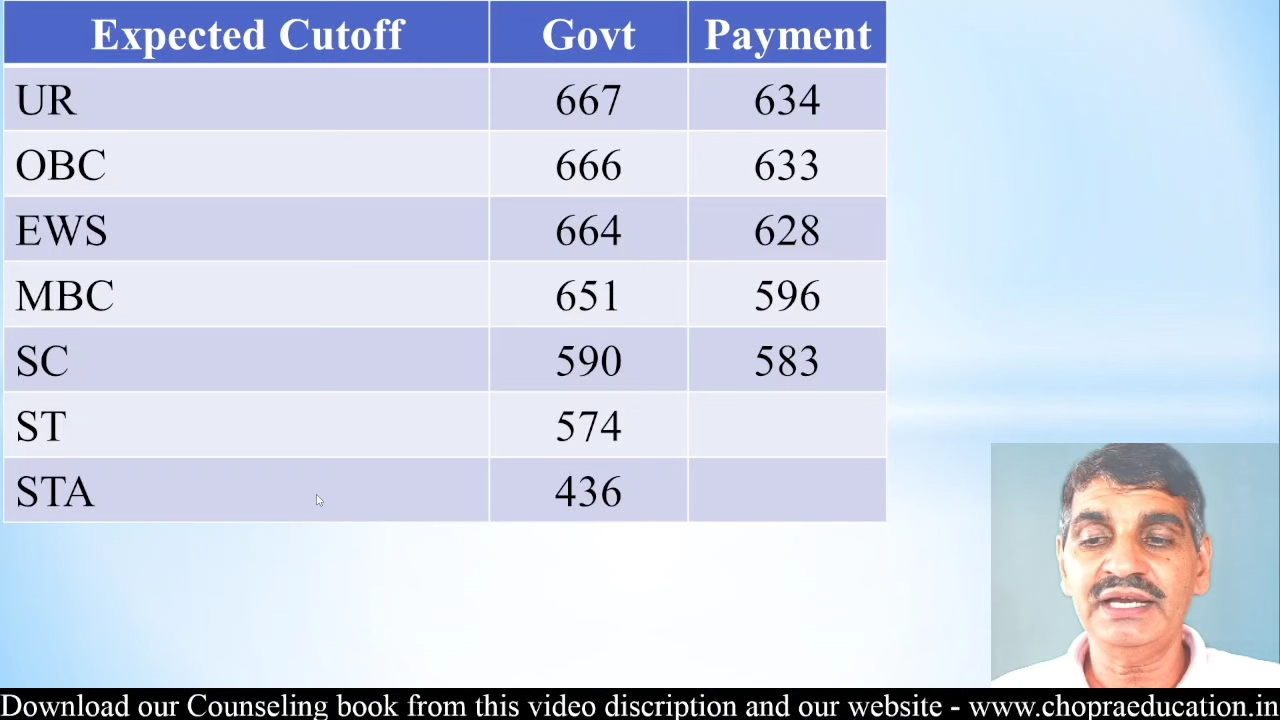 Expected Cutoff Govt Payment
UR 667 634
OBC 666 633
EWS 664 628
MBC 651 596
SC 590 583
ST 574
STA 436
Download our Counseling book from this video discription and our website - www.chopraeducation.in